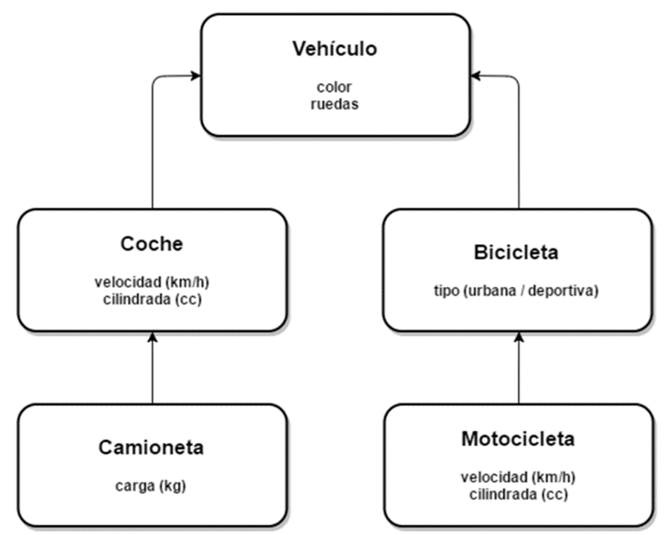 Vehículo
color
ruedas
Coche
velocidad (km/h)
cilindrada (cc)
Bicicleta
tipo (urbana / deportiva)
Camioneta
carga (kg)
Motocicleta
velocidad (km/h)
cilindrada (cc)